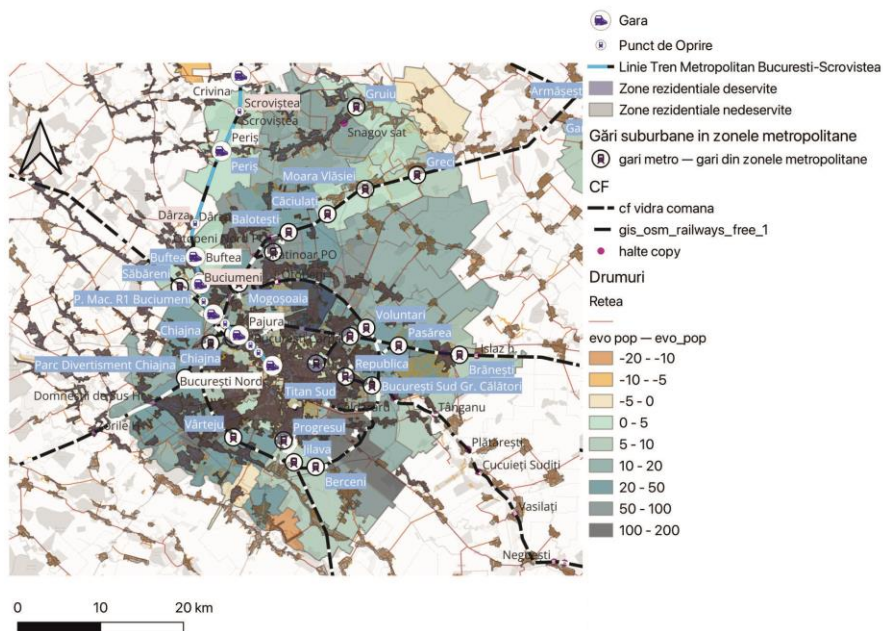 Gara
Punct de Oprire
Linie Tren Metropolitan Bucuresti-Scrovistea
Zone rezidentiale deservite
Zone rezidentiale nedeservite
Gări suburbane in zonele metropolitane
gari metro — gari din zonele metropolitane
CF
cf vidra comana
gis_osm_railways_free_1
halte copy
Drumuri
Retea
evo pop — evo_pop
-20 - -10
-10 - -5
-5 - 0
0 - 5
5 - 10
10 - 20
20 - 50
50 - 100
100 - 200
Crivina
Scroviștea
Scroviștea
Gruiu
Snagov sat
Armășești
Periș
Periș
Greci
Moara Vlăsiei
Căciulați
Dârza
Balotești
Buftea
Buftea
Săbăreni
Buciumeni
P. Mac. R1 Buciumeni
Mogoșoaia
Chiajna
Pajura
Voluntari
Pasărea
Chiajna
Parc Divertisment Chiajna
Republica
Brănești
București Nord
Titan Sud
București Sud Gr. Călători
Tânganu
Vârteju
Progresul
Jilava
Berceni
Plătărești
Cucuieți Sudiți
Vasilați
0 10 20 km